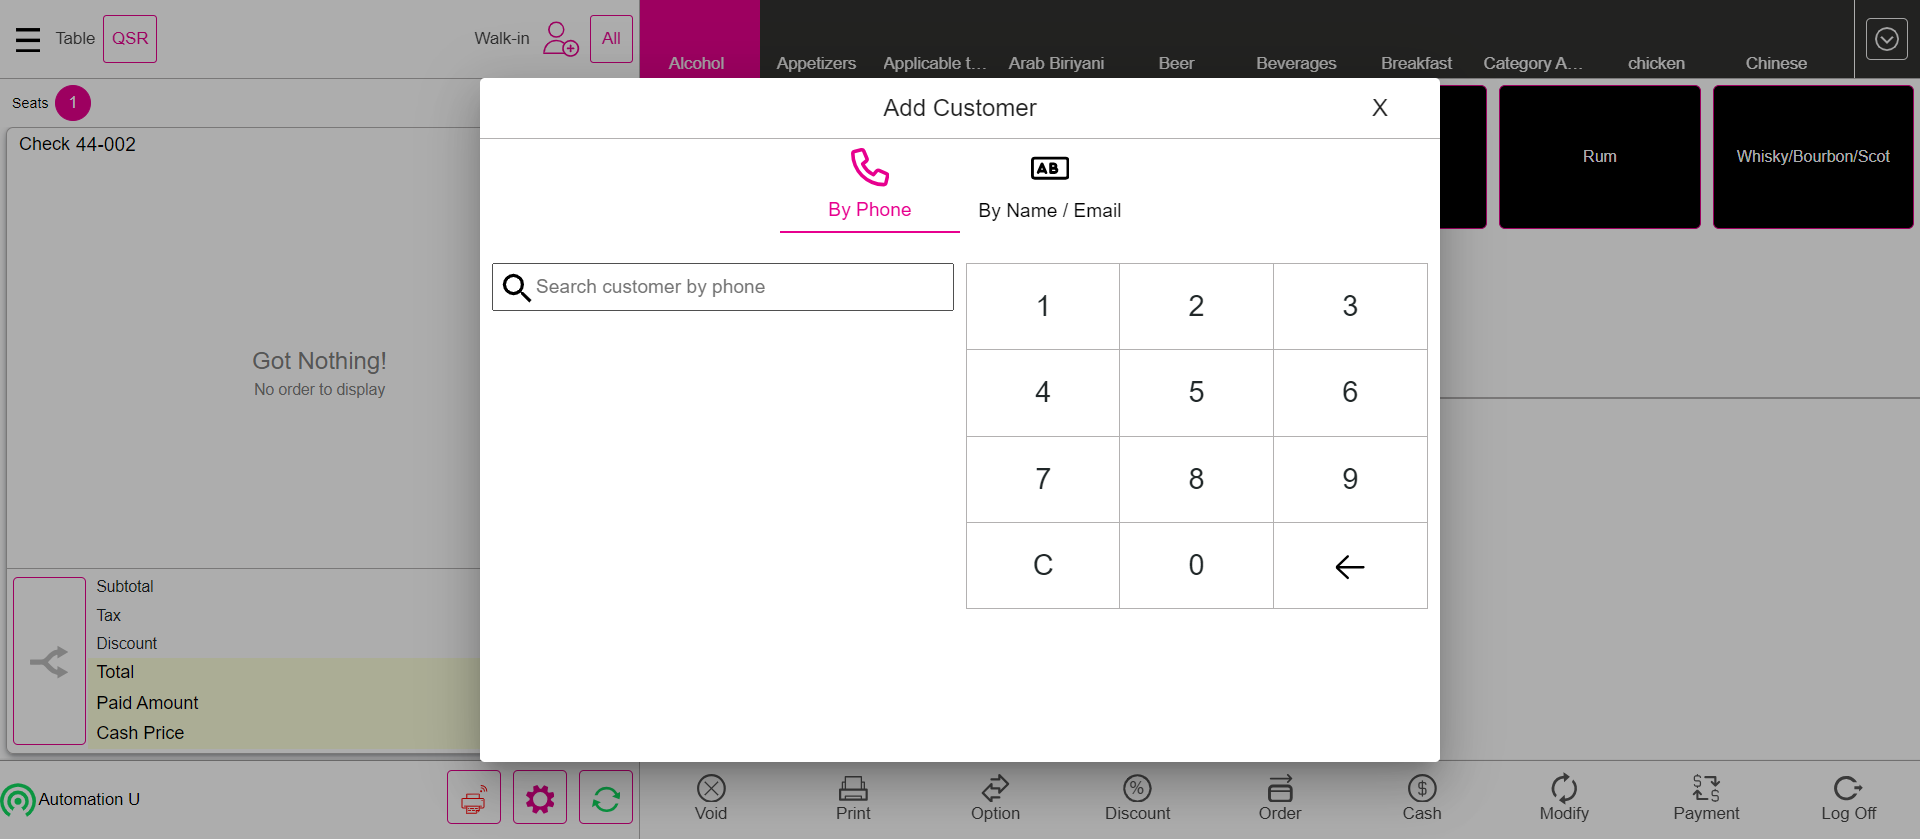 Table
QSR
Walk-in
All
Alcohol
Appetizers
Applicable t...
Arab Biriyani
Beer
Beverages
Breakfast
Category A...
chicken
Chinese
Seats 1
Check 44-002
Got Nothing!
No order to display
Subtotal
Tax
Discount
Total
Paid Amount
Cash Price
Add Customer
X
AB
By Phone
By Name / Email
Search customer by phone
1 2 3
4 5 6
7 8 9
C 0
Rum
Whisky/Bourbon/Scot
Automation U
Void
Print
Option
Discount
Order
Cash
Modify
Payment
Log Off